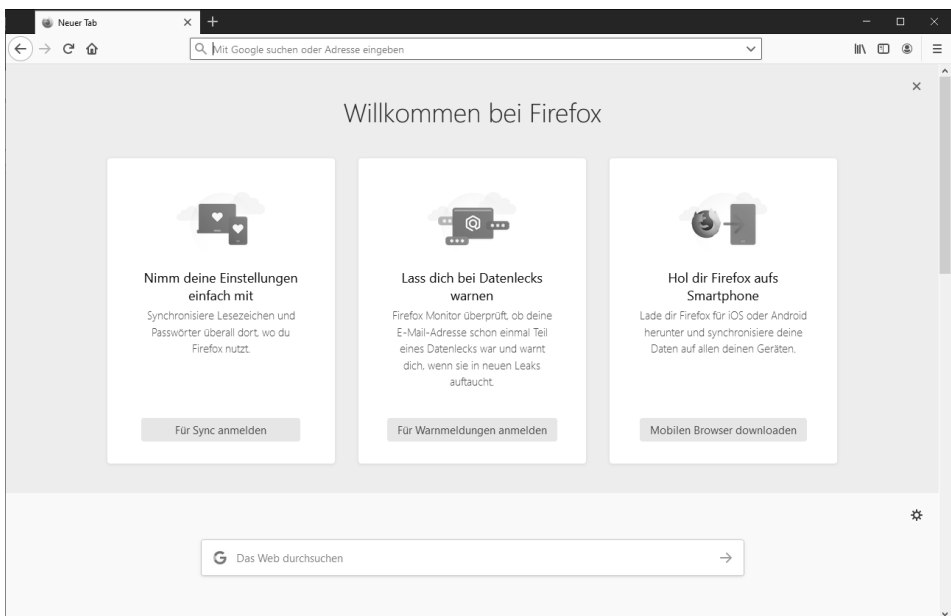 Neuer Tab
Mit Google suchen oder Adresse eingeben
Willkommen bei Firefox
Nimm deine Einstellungen
einfach mit
Synchronisiere Lesezeichen und
Passwörter überall dort, wo du
Firefox nutzt.
Für Sync anmelden
Lass dich bei Datenlecks
warnen
Firefox Monitor überprüft, ob deine
E-Mail-Adresse schon einmal Teil
eines Datenlecks war und warnt
dich, wenn sie in neuen Leaks
auftaucht.
Für Warnmeldungen anmelden
Hol dir Firefox aufs
Smartphone
Lade dir Firefox für iOS oder Android
herunter und synchronisiere deine
Daten auf allen deinen Geräten.
Mobilen Browser downloaden
G Das Web durchsuchen